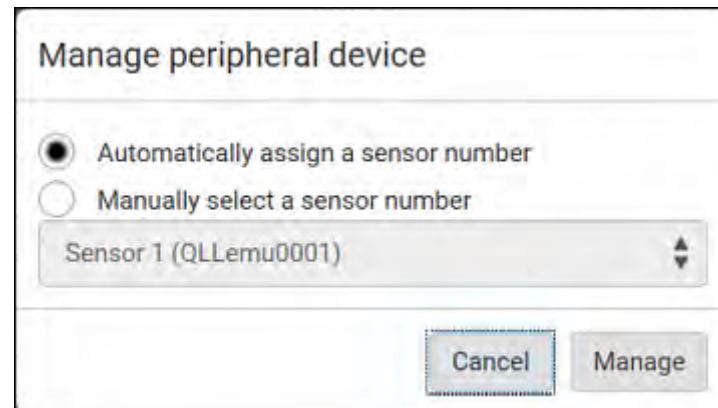 Manage peripheral device
Automatically assign a sensor number
Manually select a sensor number
Sensor 1 (QLLemu0001)
Cancel Manage